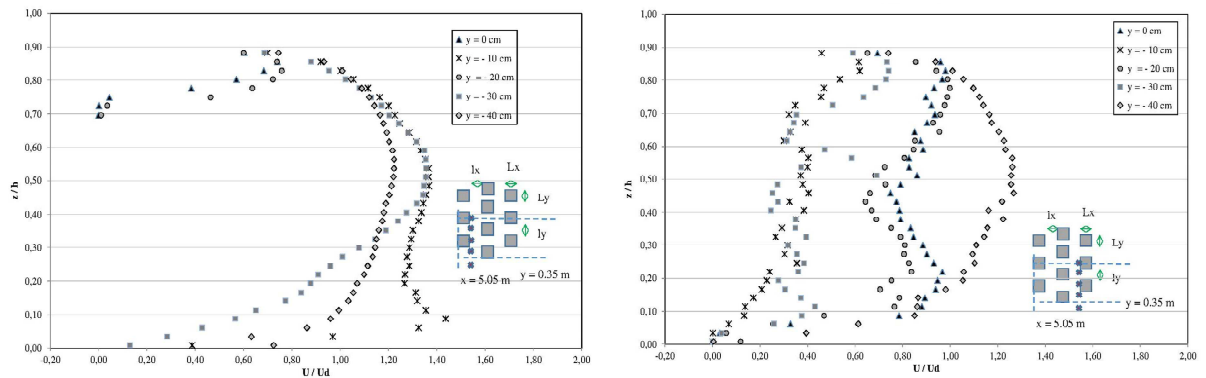 1,00
0,90
0,80
0,70
0,60
0,50
0,40
0,30
0,20
0,10
0,00
z / h
0,00 0,20 0,40 0,60 0,80 1,00 1,20 1,40 1,60 1,80 2,00
U / Ud
y = 0 cm
y = - 10 cm
y = - 20 cm
y = - 30 cm
y = - 40 cm
lx Lx
Ly
ly
x = 5.05 m y = 0.35 m
1,00
0,90
0,80
0,70
0,60
0,50
0,40
0,30
0,20
0,10
0,00
z / h
-0,20 0,00 0,20 0,40 0,60 0,80 1,00 1,20 1,40 1,60 1,80 2,00
U / Ud
y = 0 cm
y = - 10 cm
y = - 20 cm
y = - 30 cm
y = - 40 cm
lx Lx
Ly
ly
y = 0.35 m
x = 5.05 m